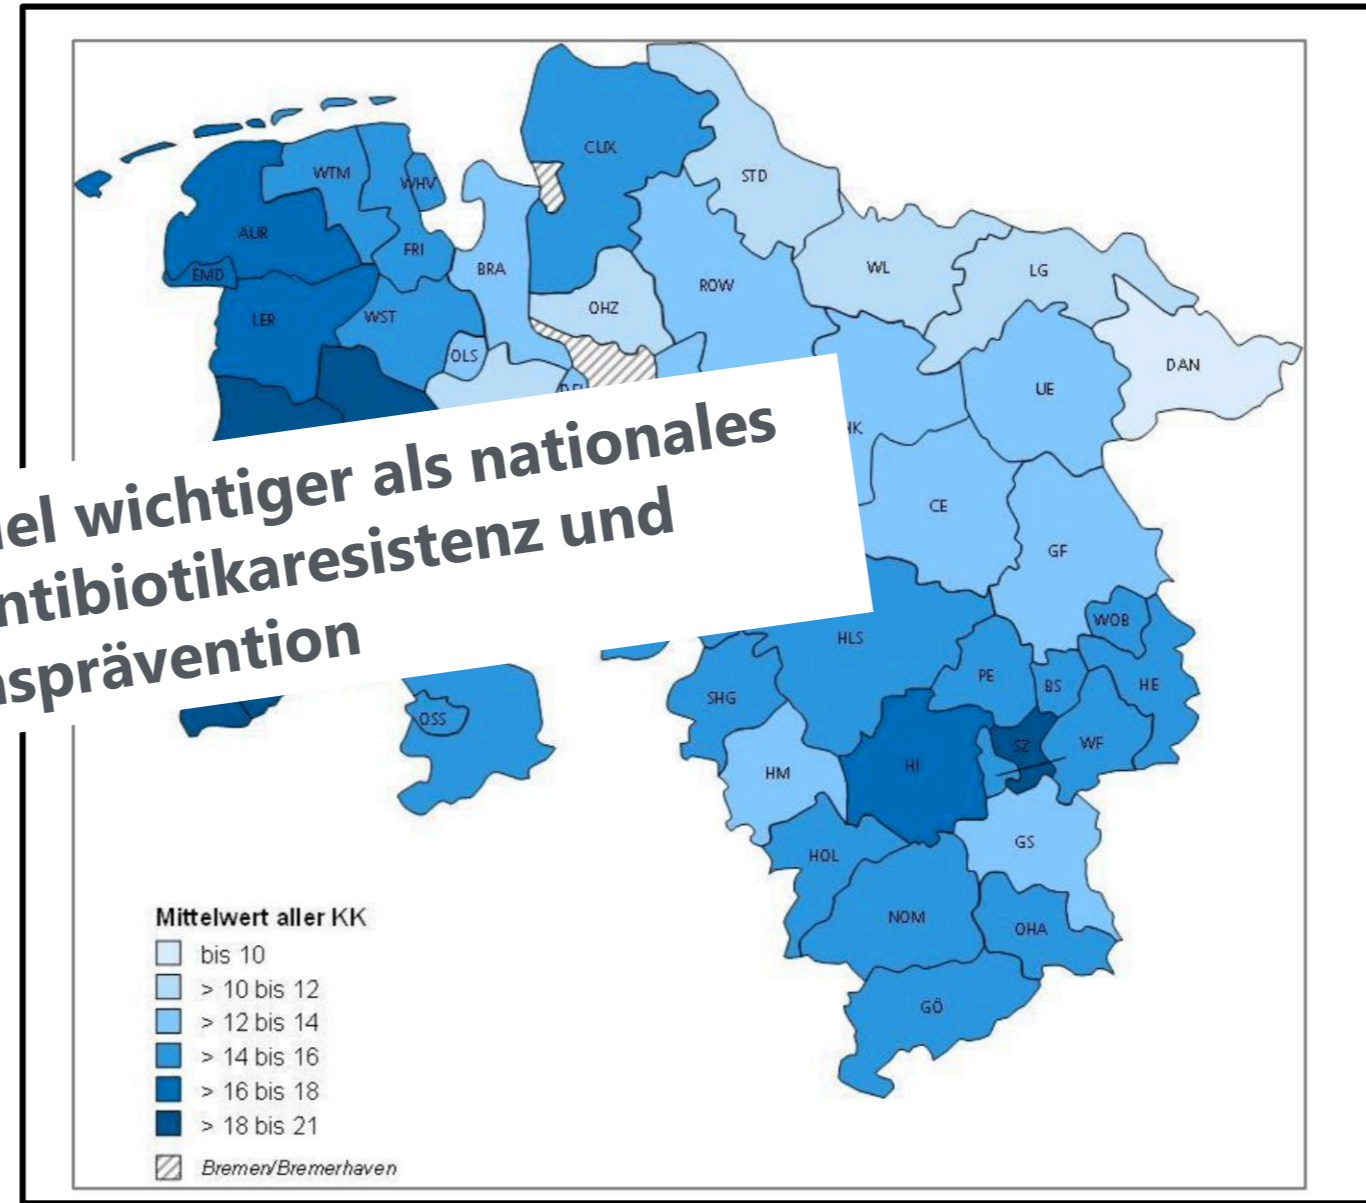 CUX
STD
WTM
WHV
AUR
FRI
EMD
BRA
WL
LG
OHZ
ROW
LER
WST
OLS
DAN
UE
CE
GF
wichtiger als nationales
und
WOB
HLS
PE
BS
HE
SHG
OSS
SZ
WF
HM
HI
HOL
GS
NOM
OHA
GÖ
Mittelwert aller KK
bis 10
> 10 bis 12
> 12 bis 14
> 14 bis 16
> 16 bis 18
> 18 bis 21
Bremen/Bremerhaven